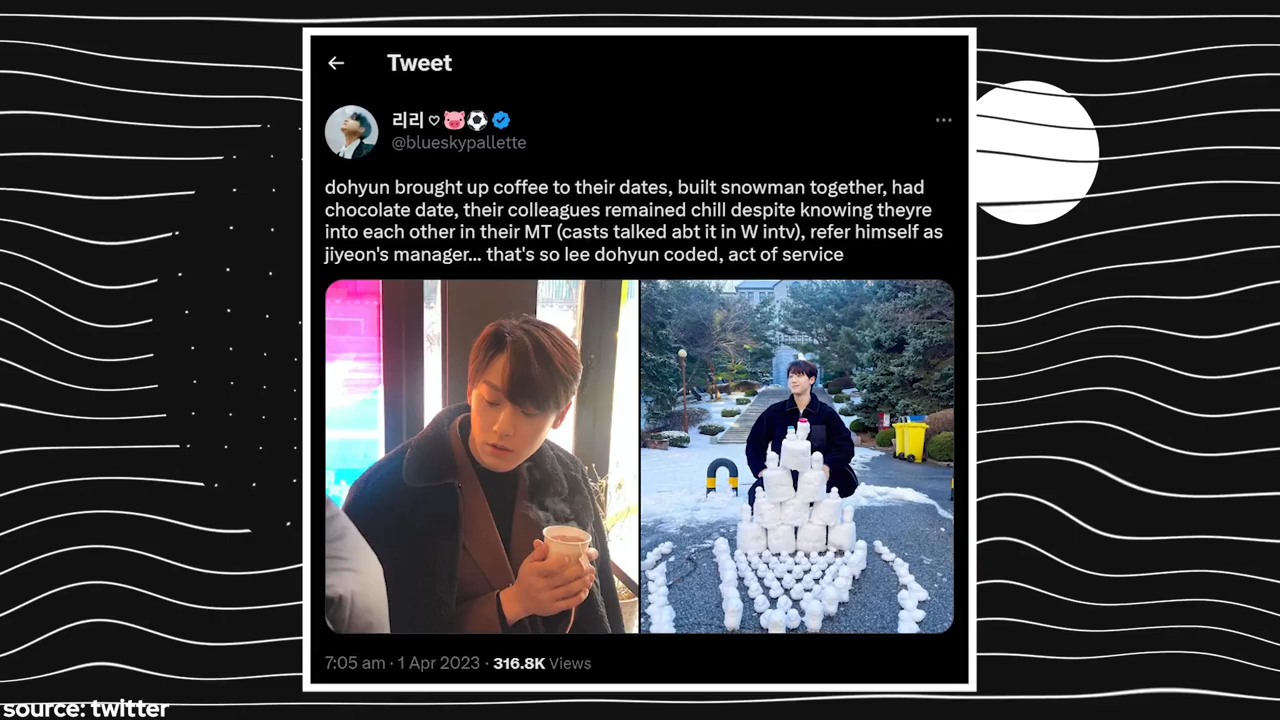 Tweet
리리♡🐷⚽
@blueskypallette
dohyun brought up coffee to their dates, built snowman together, had
chocolate date, their colleagues remained chill despite knowing theyre
into each other in their MT (casts talked abt it in W intv), refer himself as
jiyeon's manager... that's so lee dohyun coded, act of service
7:05 am · 1 Apr 2023 · 316.8K Views
source: twitter